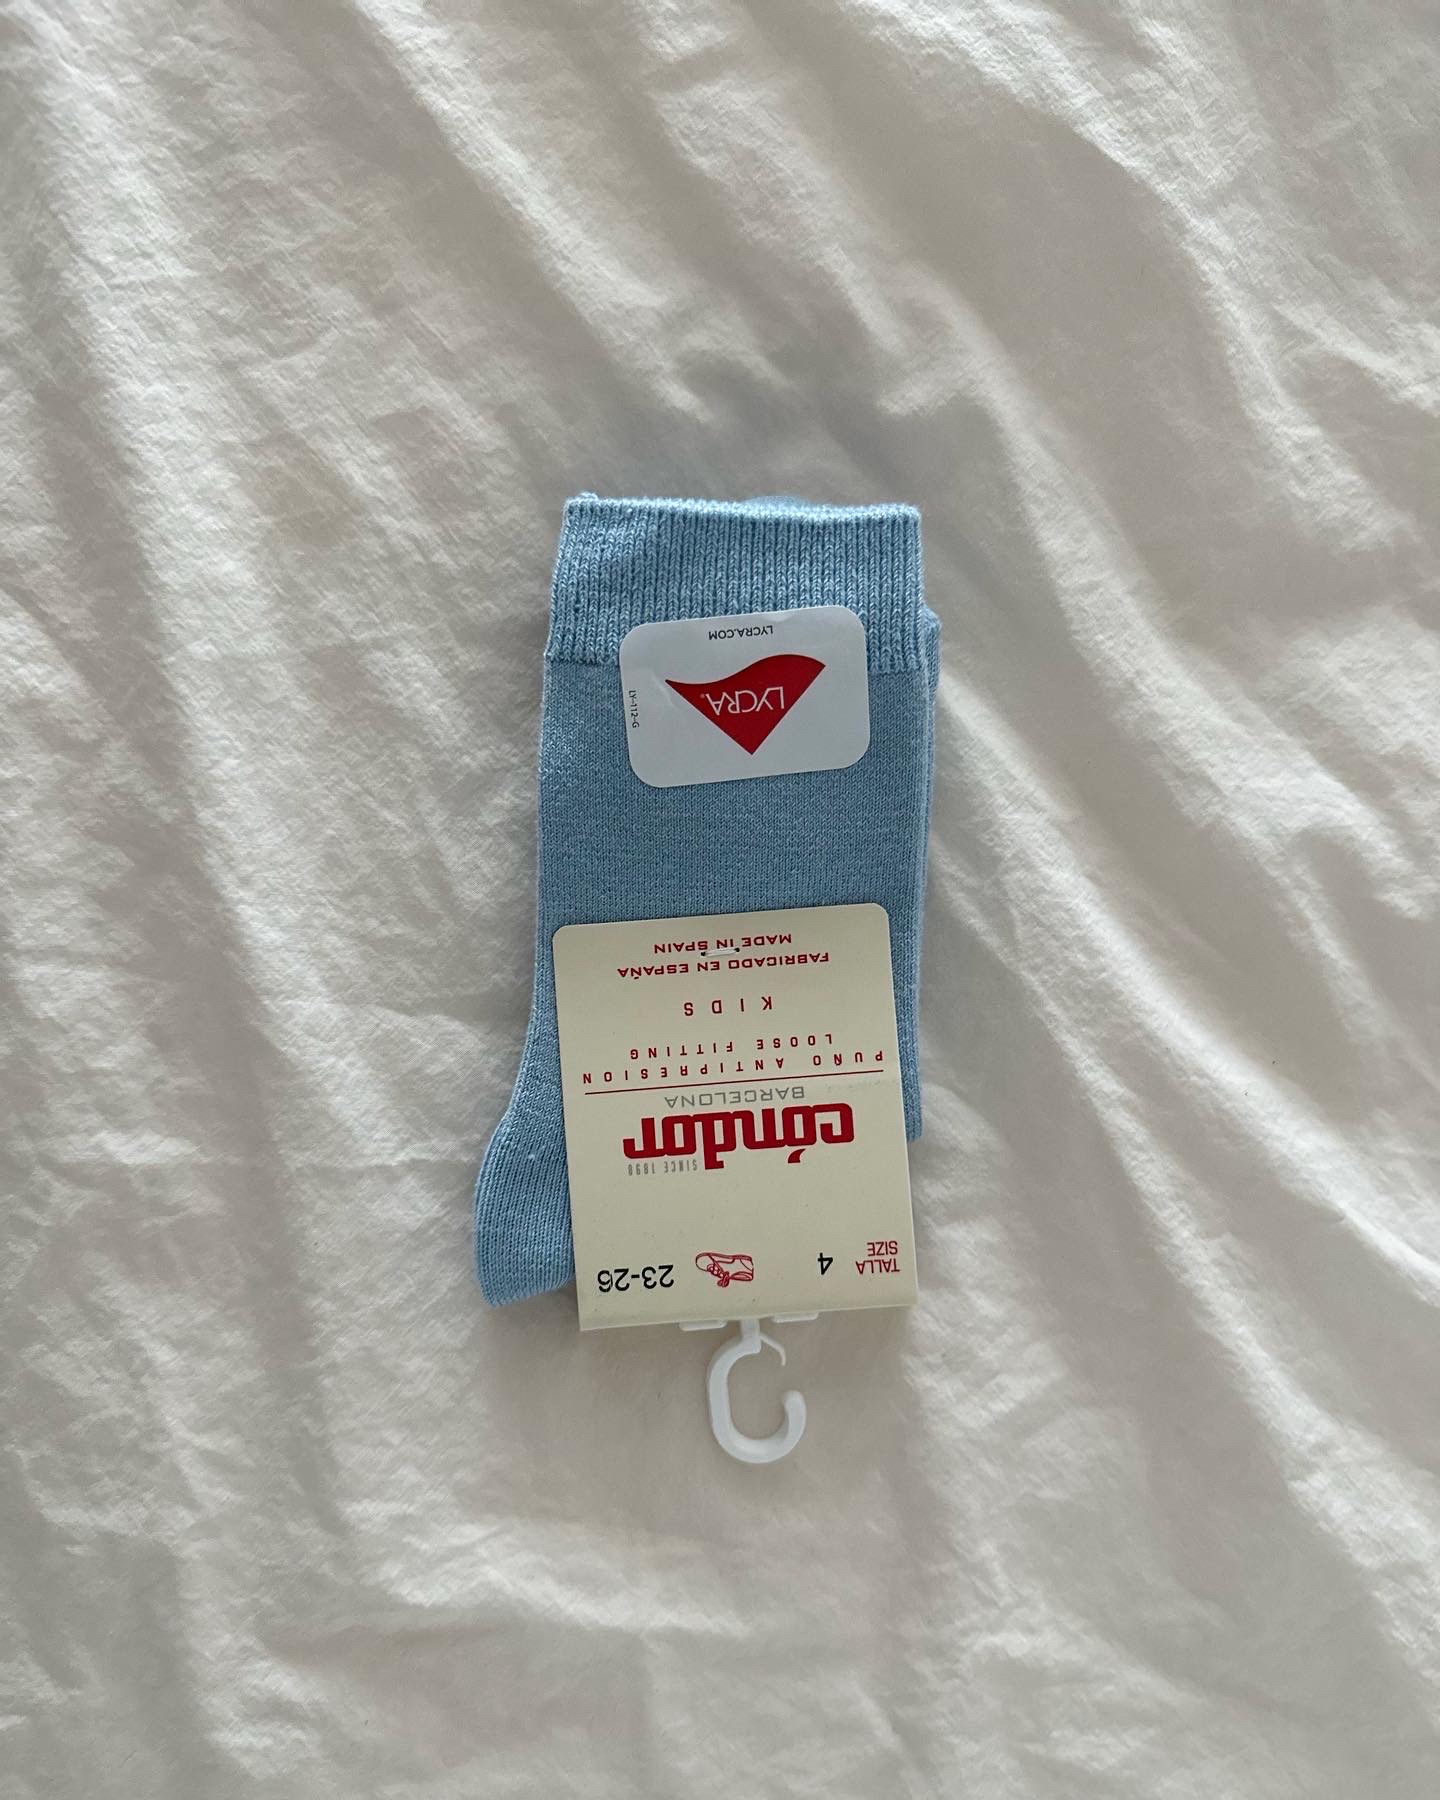 TALLA
SIZE
4
23-26
SINCE 1898
cóndor
BARCELONA
PUÑO ANTIPRESION
LOOSE FITTING
KIDS
FABRICADO EN ESPAÑA
MADE IN SPAIN
LYCRA®
LY-112-G
LYCRA.COM